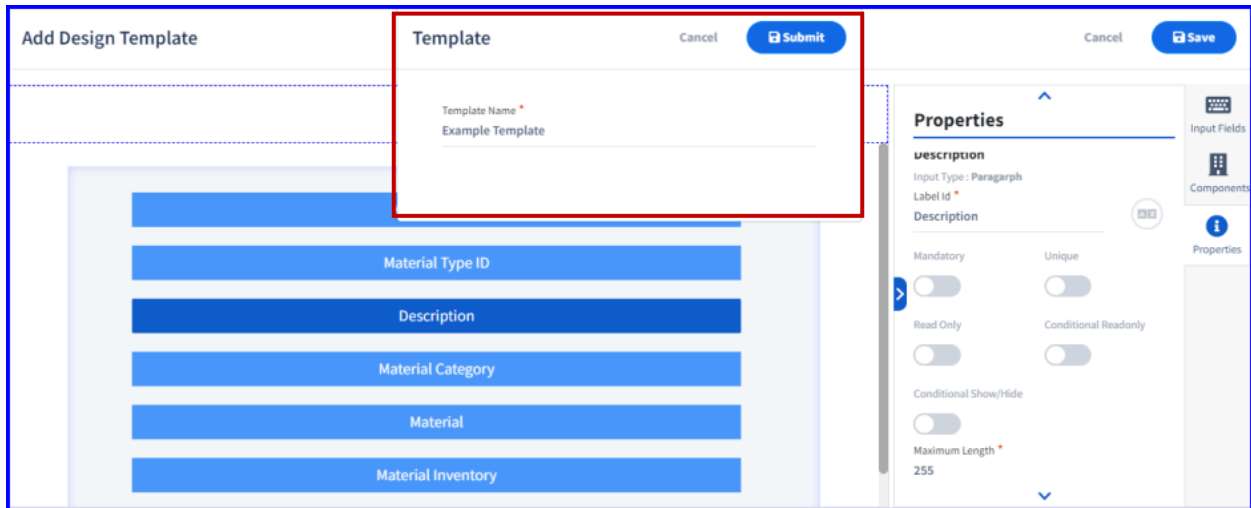 Add Design Template
Template
Cancel
Submit
Cancel
Save
Template Name *
Example Template
Material Type ID
Description
Material Category
Material
Material Inventory
Properties
Description
Input Type : Paragarph
Label Id *
Description
Mandatory
Unique
Read Only
Conditional Readonly
Conditional Show/Hide
Maximum Length *
255
Input Fields
Components
Properties